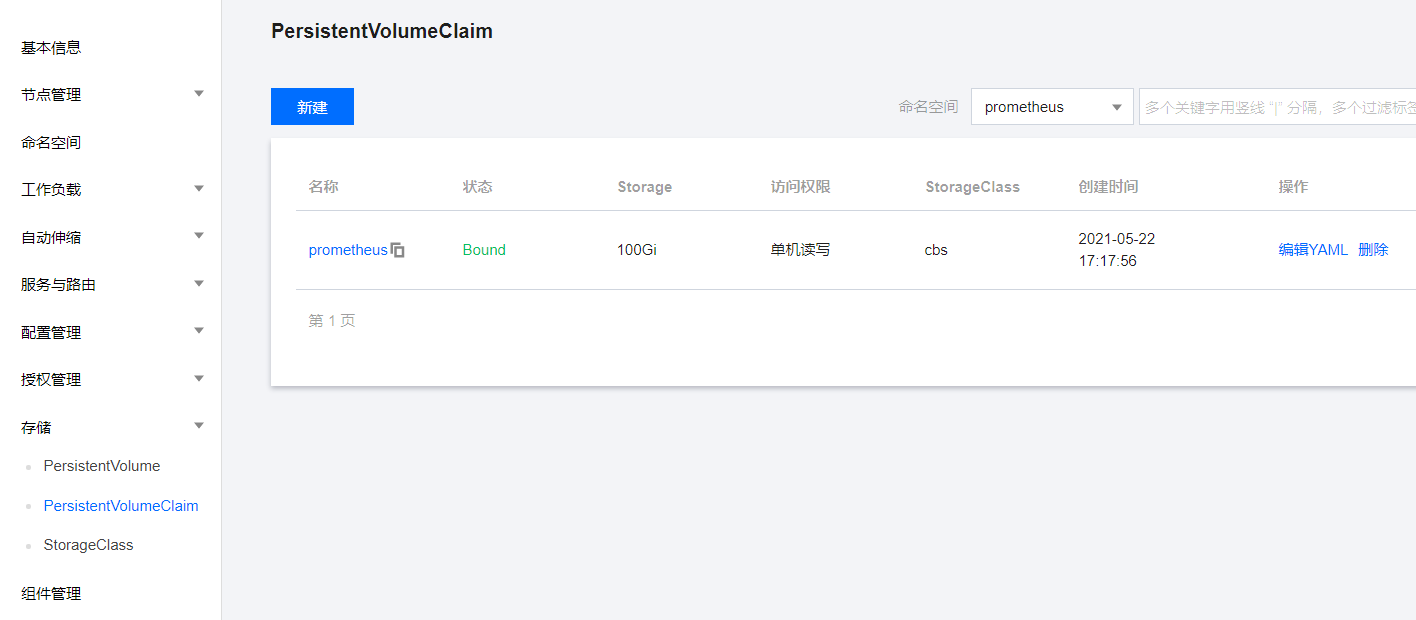 PersistentVolumeClaim
基本信息
节点管理
命名空间
工作负载
自动伸缩
服务与路由
配置管理
授权管理
存储
PersistentVolume
PersistentVolumeClaim
StorageClass
组件管理
新建
命名空间 prometheus 多个关键字用竖线 “|” 分隔，多个过滤标签
名称 状态 Storage 访问权限 StorageClass 创建时间 操作
prometheus Bound 100Gi 单机读写 cbs 2021-05-22 17:17:56 编辑YAML 删除
第 1 页